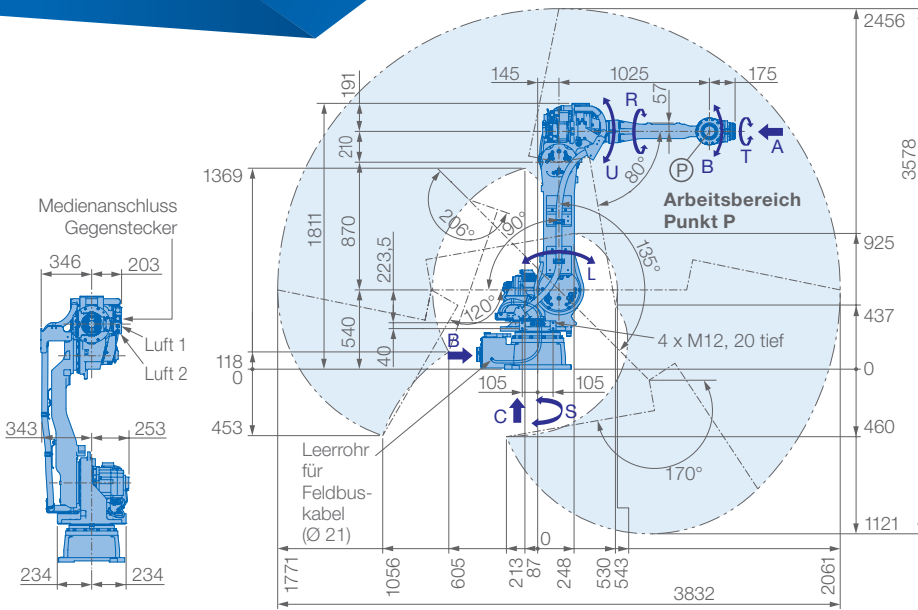 2456
145
1025
175
191
57
R
U
B
T
A
P
80°
210
1369
1811
870
540
223,5
40
206°
90°
120°
135°
L
Arbeitsbereich
Punkt P
3578
925
437
0
460
1121
Medienanschluss
Gegenstecker
346
203
Luft 1
Luft 2
343
253
234
234
118
0
453
B
4 x M12, 20 tief
105
105
C
S
170°
Leerrohr
für
Feldbus-
kabel
(Ø 21)
0
1771
1056
605
213
87
248
530
543
2061
3832